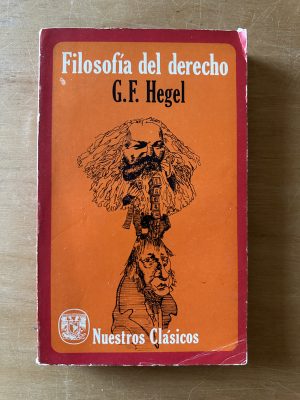 Filosofía del derecho
G.F. Hegel
Nuestros Clásicos